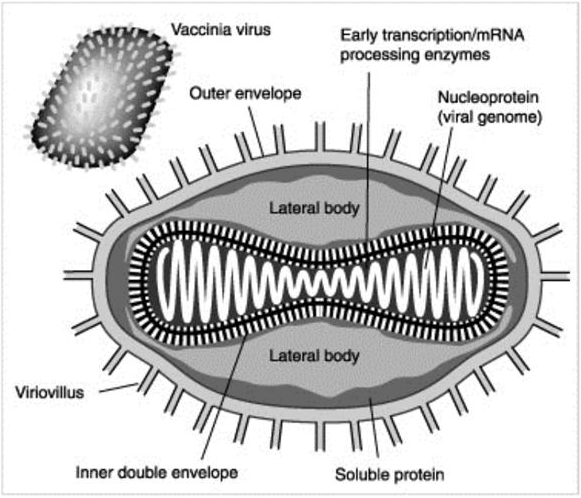 Vaccinia virus
Early transcription/mRNA
processing enzymes
Outer envelope
Nucleoprotein
(viral genome)
Lateral body
Lateral body
Viriovillus
Inner double envelope
Soluble protein